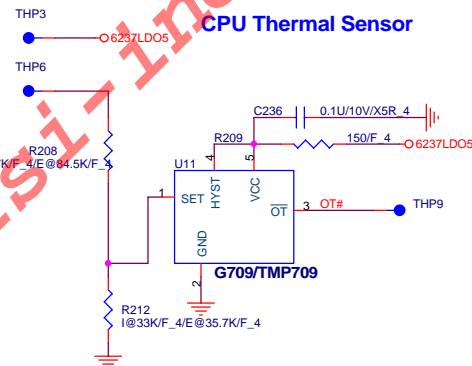 THP3
CPU Thermal Sensor
6237LDO5
THP6
C236
0.1U/10V/X5R_4
R209
150/F_4
6237LDO5
R208
K/F_4/E@84.5K/F_4
U11
4
5
1
SET
HYST
VCC
OT
3
OT#
THP9
GND
2
G709/TMP709
R212
I@33K/F_4/E@35.7K/F_4